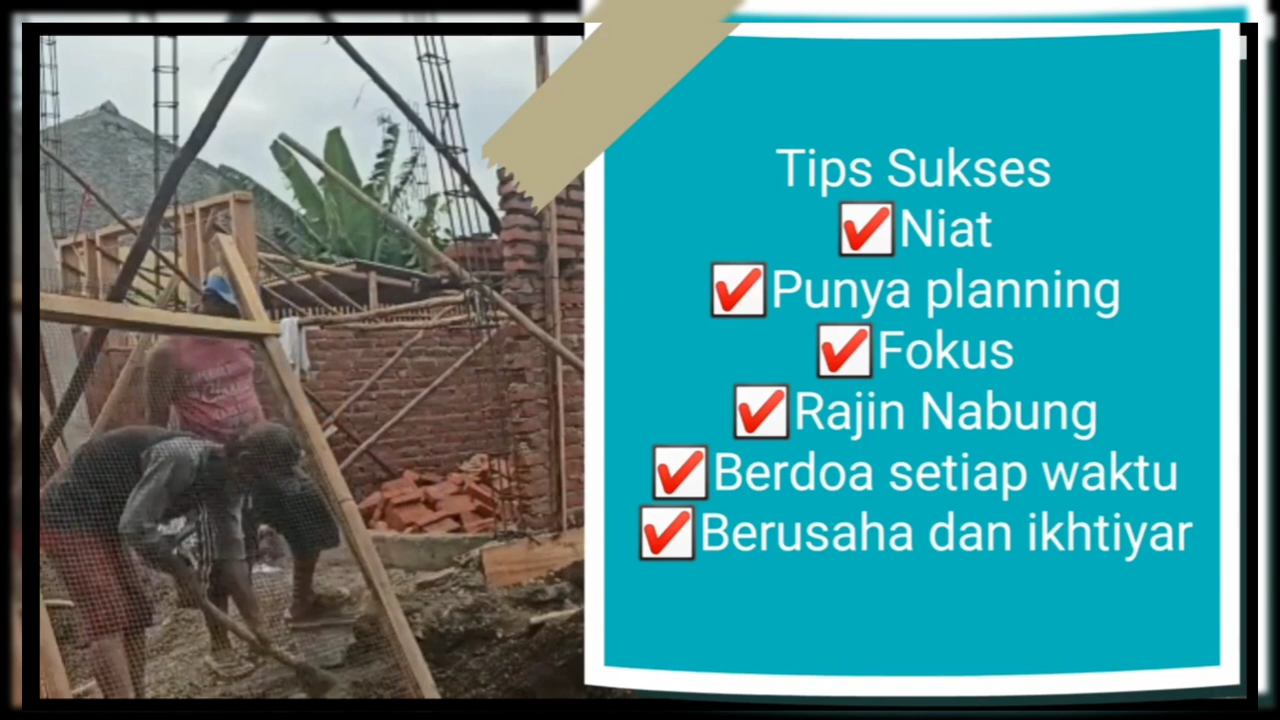 Tips Sukses
✅Niat
✅Punya planning
✅Fokus
✅Rajin Nabung
✅Berdoa setiap waktu
✅Berusaha dan ikhtiyar